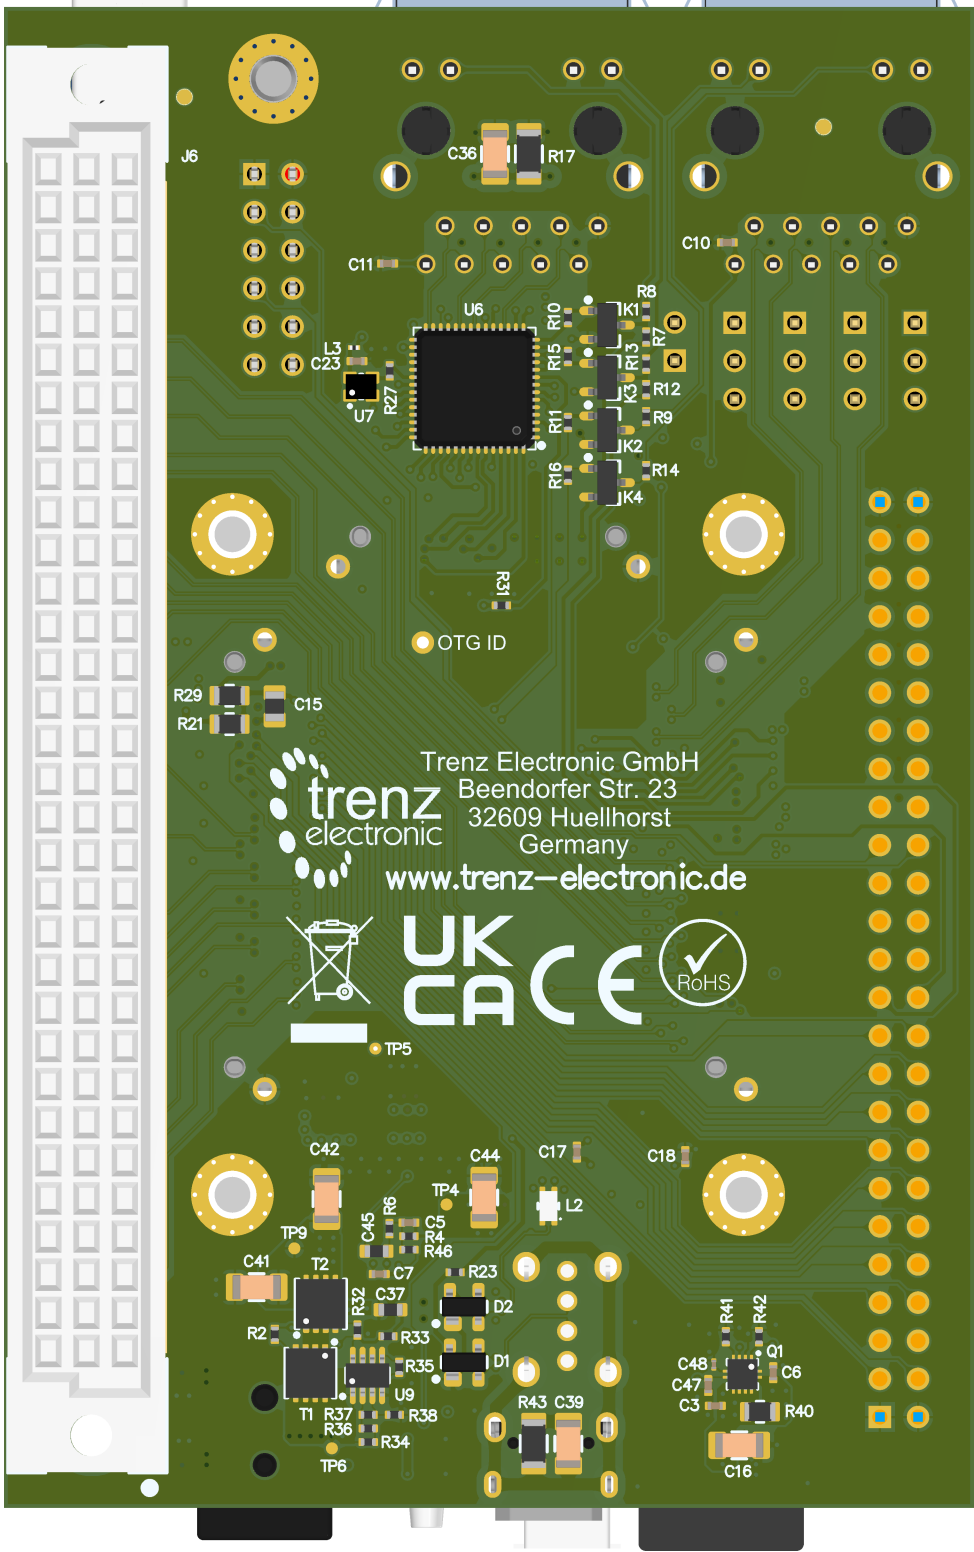 J6
C36
R17
C10
C11
R8
U6
R10
K1
R7
L3
C23
R15
R13
R27
K3
R12
U7
R11
R9
K2
R16
R14
K4
R31
OTG ID
R29
C15
R21
Trenz Electronic GmbH
Beendorfer Str. 23
32609 Huellhorst
Germany
www.trenz-electronic.de
trenz
electronic
UK
CA
CE
RoHS
TP5
C42
C44
C17
C18
TP4
L2
R6
C5
C45
R4
R46
TP9
C41
T2
C7
R23
R32
C37
D2
R2
R33
R41
R42
Q1
D1
R35
C48
C6
U9
C47
T1
R37
R38
R43
C39
C3
R40
R36
R34
TP6
C16